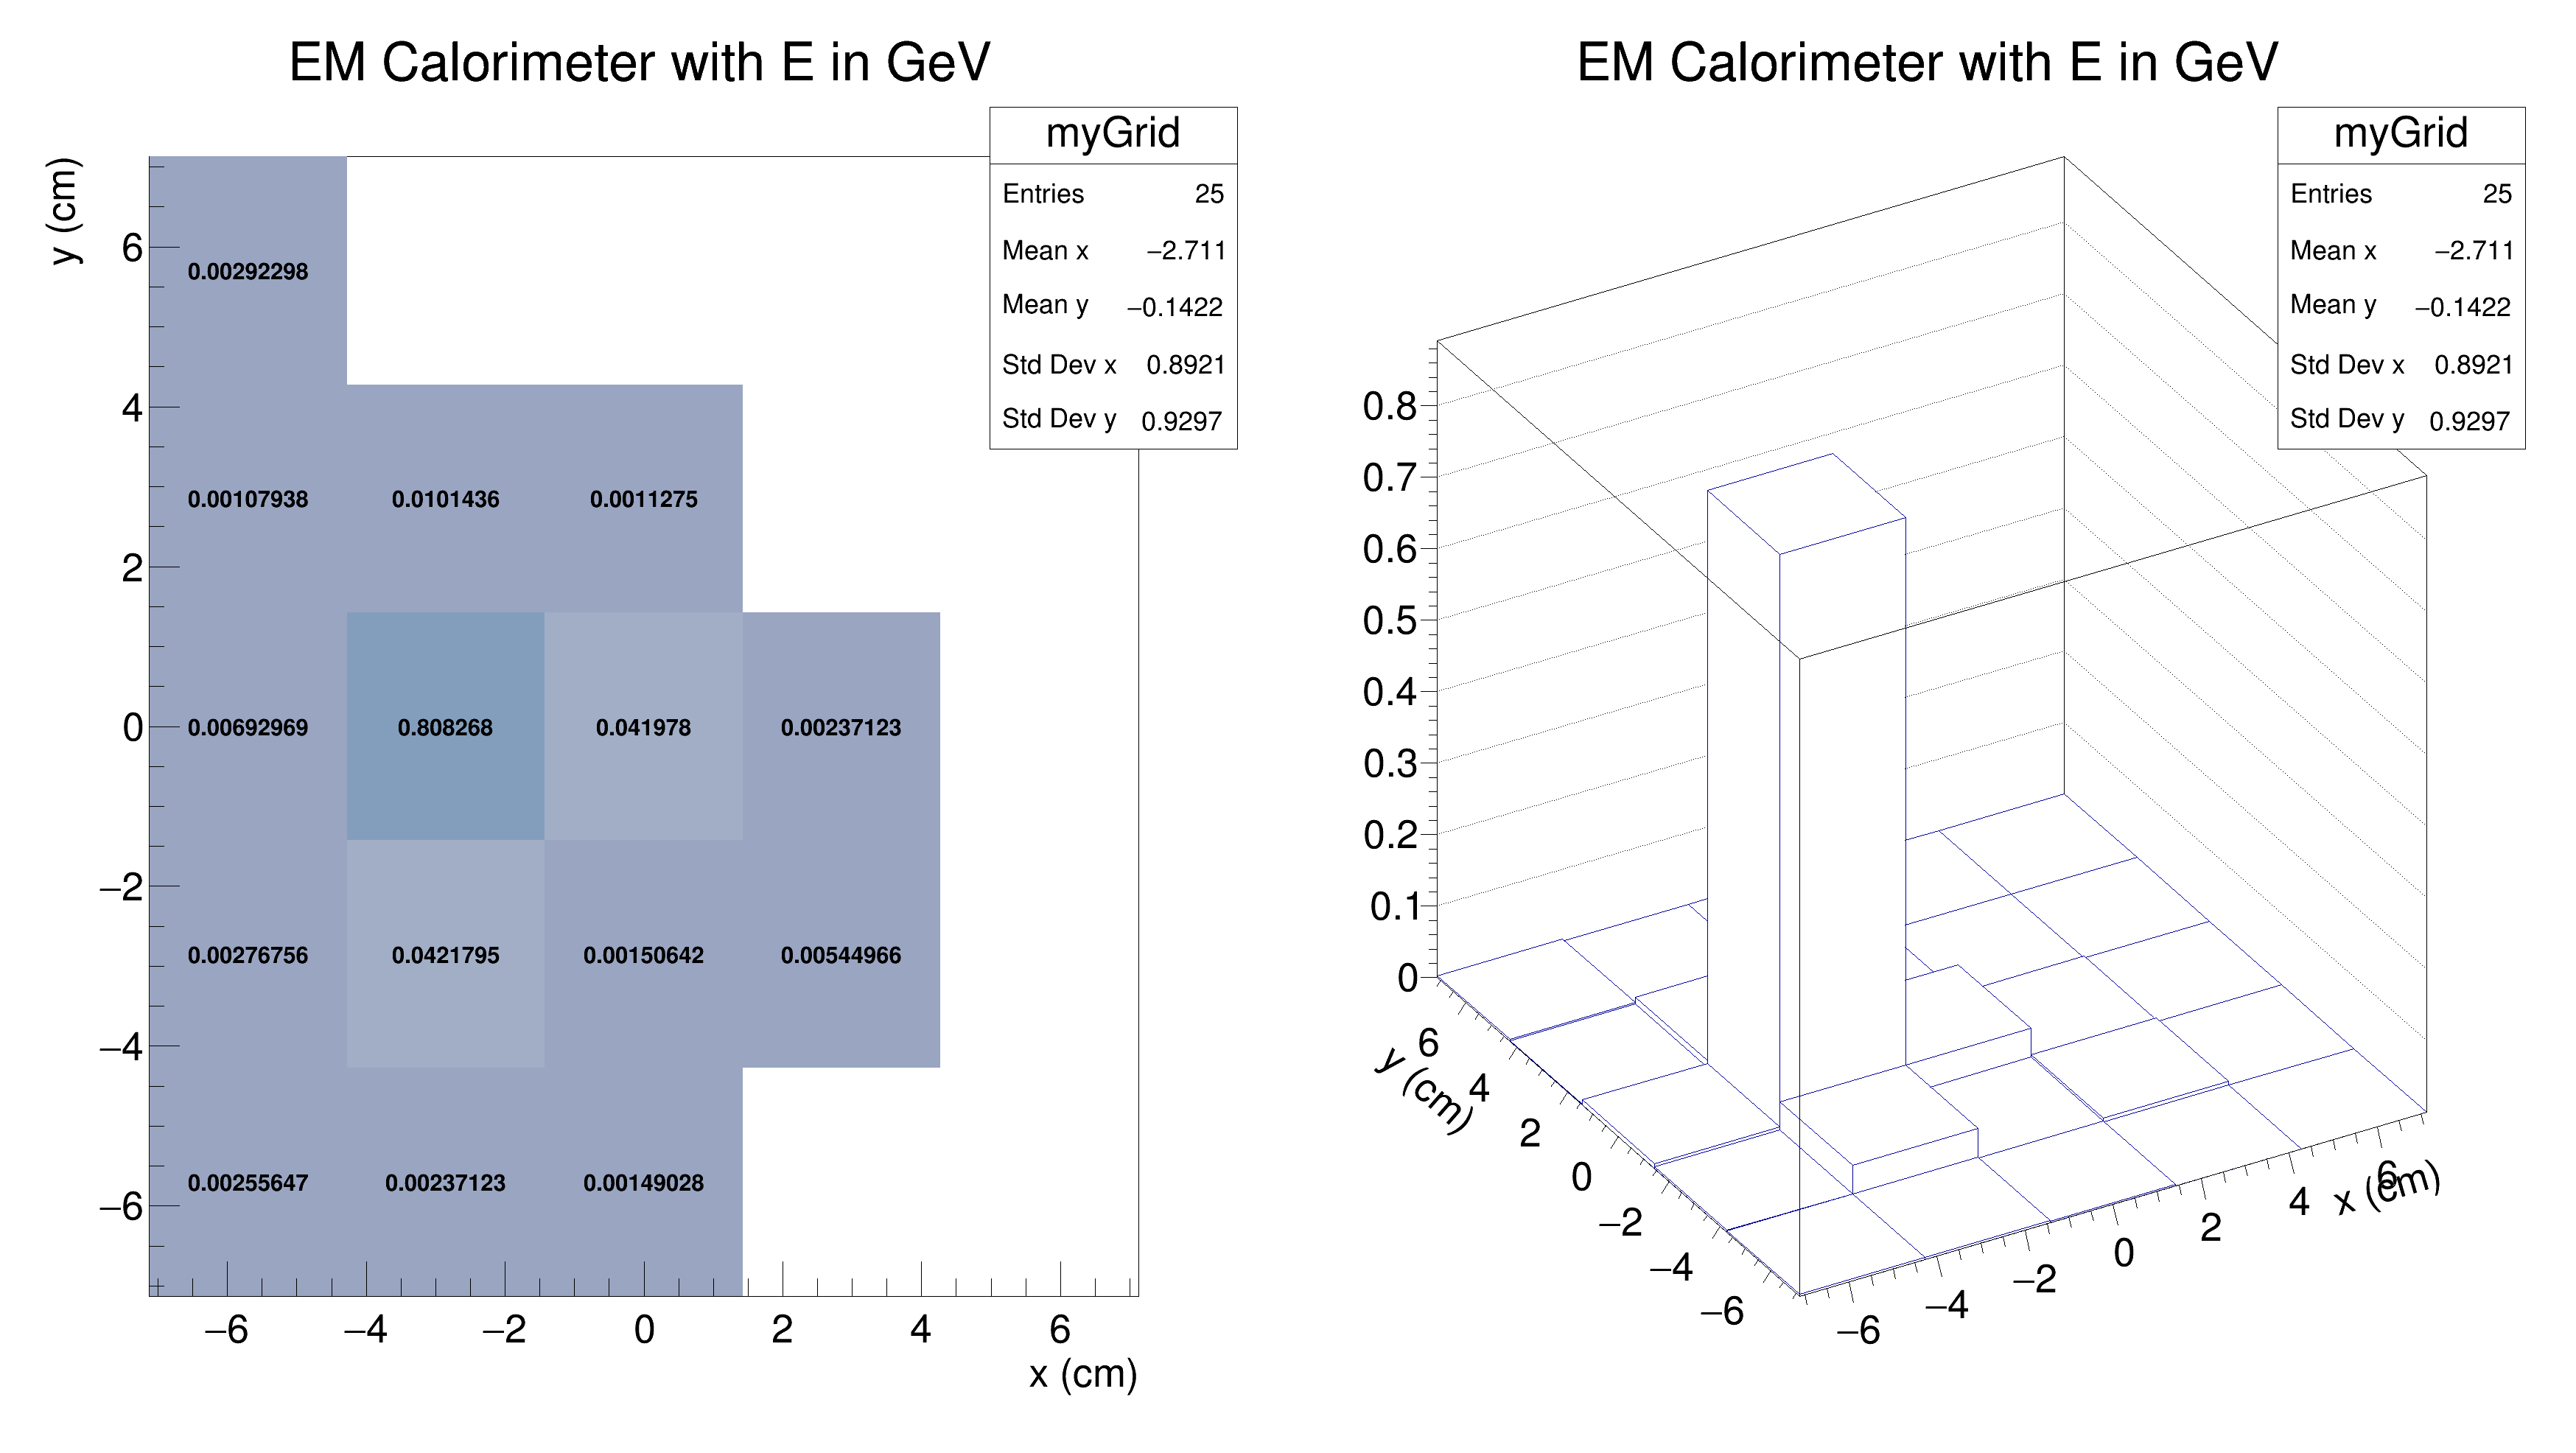 EM Calorimeter with E in GeV
myGrid
Entries 25
Mean x −2.711
Mean y −0.1422
Std Dev x 0.8921
Std Dev y 0.9297
y (cm)
6
4
2
0
−2
−4
−6
0.00292298
0.00107938 0.0101436 0.0011275
0.00692969 0.808268 0.041978 0.00237123
0.00276756 0.0421795 0.00150642 0.00544966
0.00255647 0.00237123 0.00149028
−6 −4 −2 0 2 4 6
x (cm)
EM Calorimeter with E in GeV
myGrid
Entries 25
Mean x −2.711
Mean y −0.1422
Std Dev x 0.8921
Std Dev y 0.9297
0.8
0.7
0.6
0.5
0.4
0.3
0.2
0.1
0
6
4
2
0
−2
−4
−6
y (cm)
−6 −4 −2 0 2 4 6
x (cm)